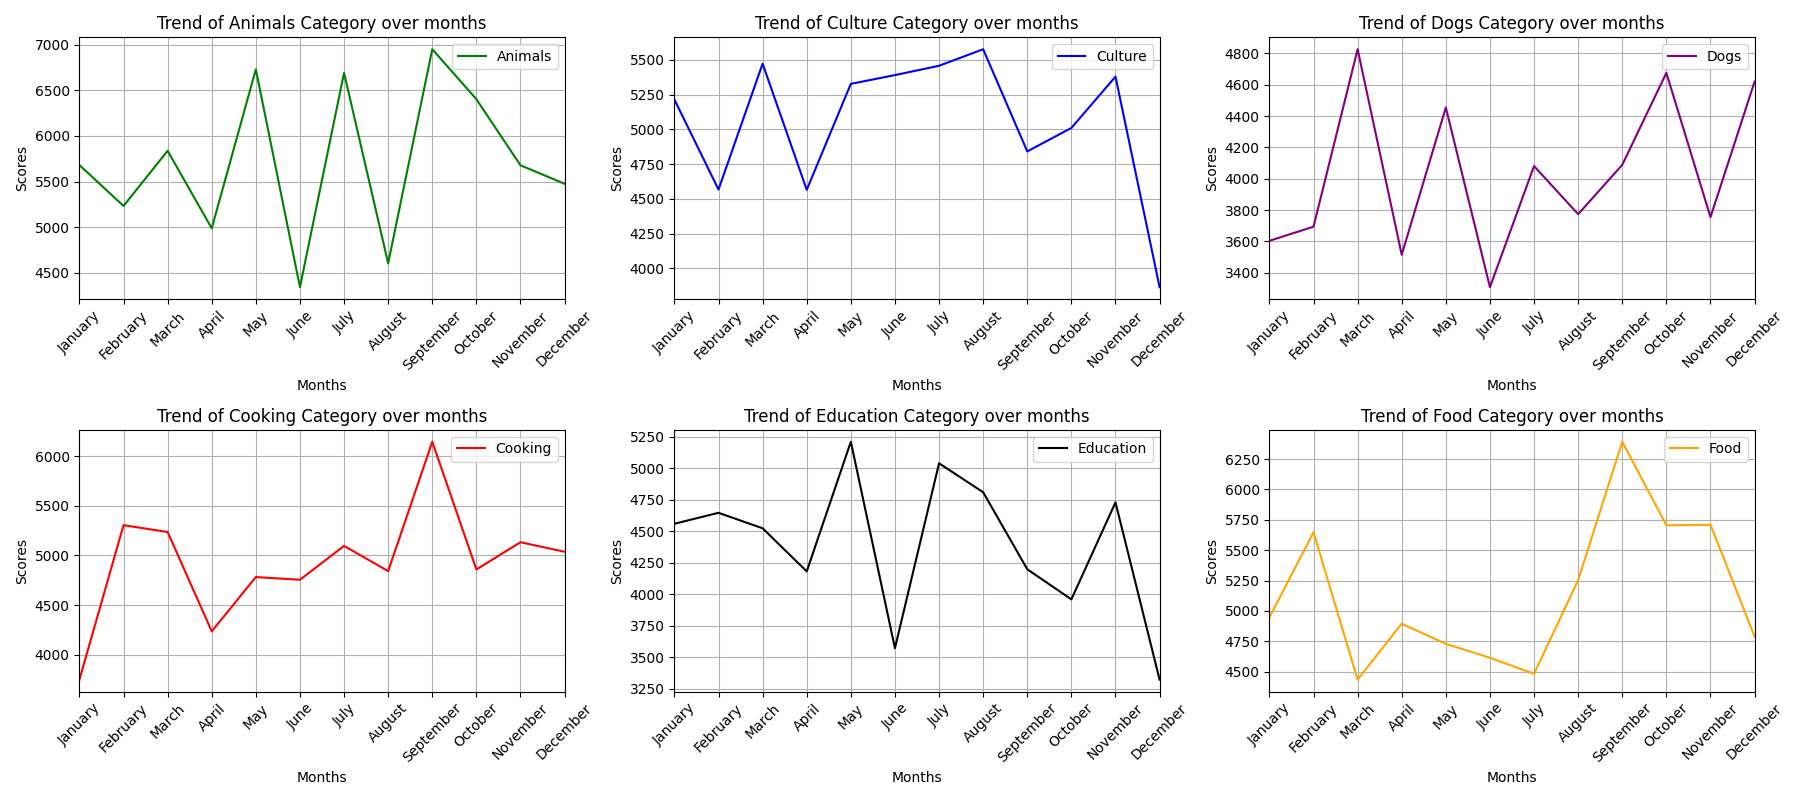 Trend of Animals Category over months
Animals
7000
6500
6000
5500
5000
4500
Scores
January
February
March
April
May
June
July
August
September
October
November
December
Months
Trend of Culture Category over months
Culture
5500
5250
5000
4750
4500
4250
4000
Scores
January
February
March
April
May
June
July
August
September
October
November
December
Months
Trend of Dogs Category over months
Dogs
4800
4600
4400
4200
4000
3800
3600
3400
Scores
January
February
March
April
May
June
July
August
September
October
November
December
Months
Trend of Cooking Category over months
Cooking
6000
5500
5000
4500
4000
Scores
January
February
March
April
May
June
July
August
September
October
November
December
Months
Trend of Education Category over months
Education
5250
5000
4750
4500
4250
4000
3750
3500
3250
Scores
January
February
March
April
May
June
July
August
September
October
November
December
Months
Trend of Food Category over months
Food
6250
6000
5750
5500
5250
5000
4750
4500
Scores
January
February
March
April
May
June
July
August
September
October
November
December
Months